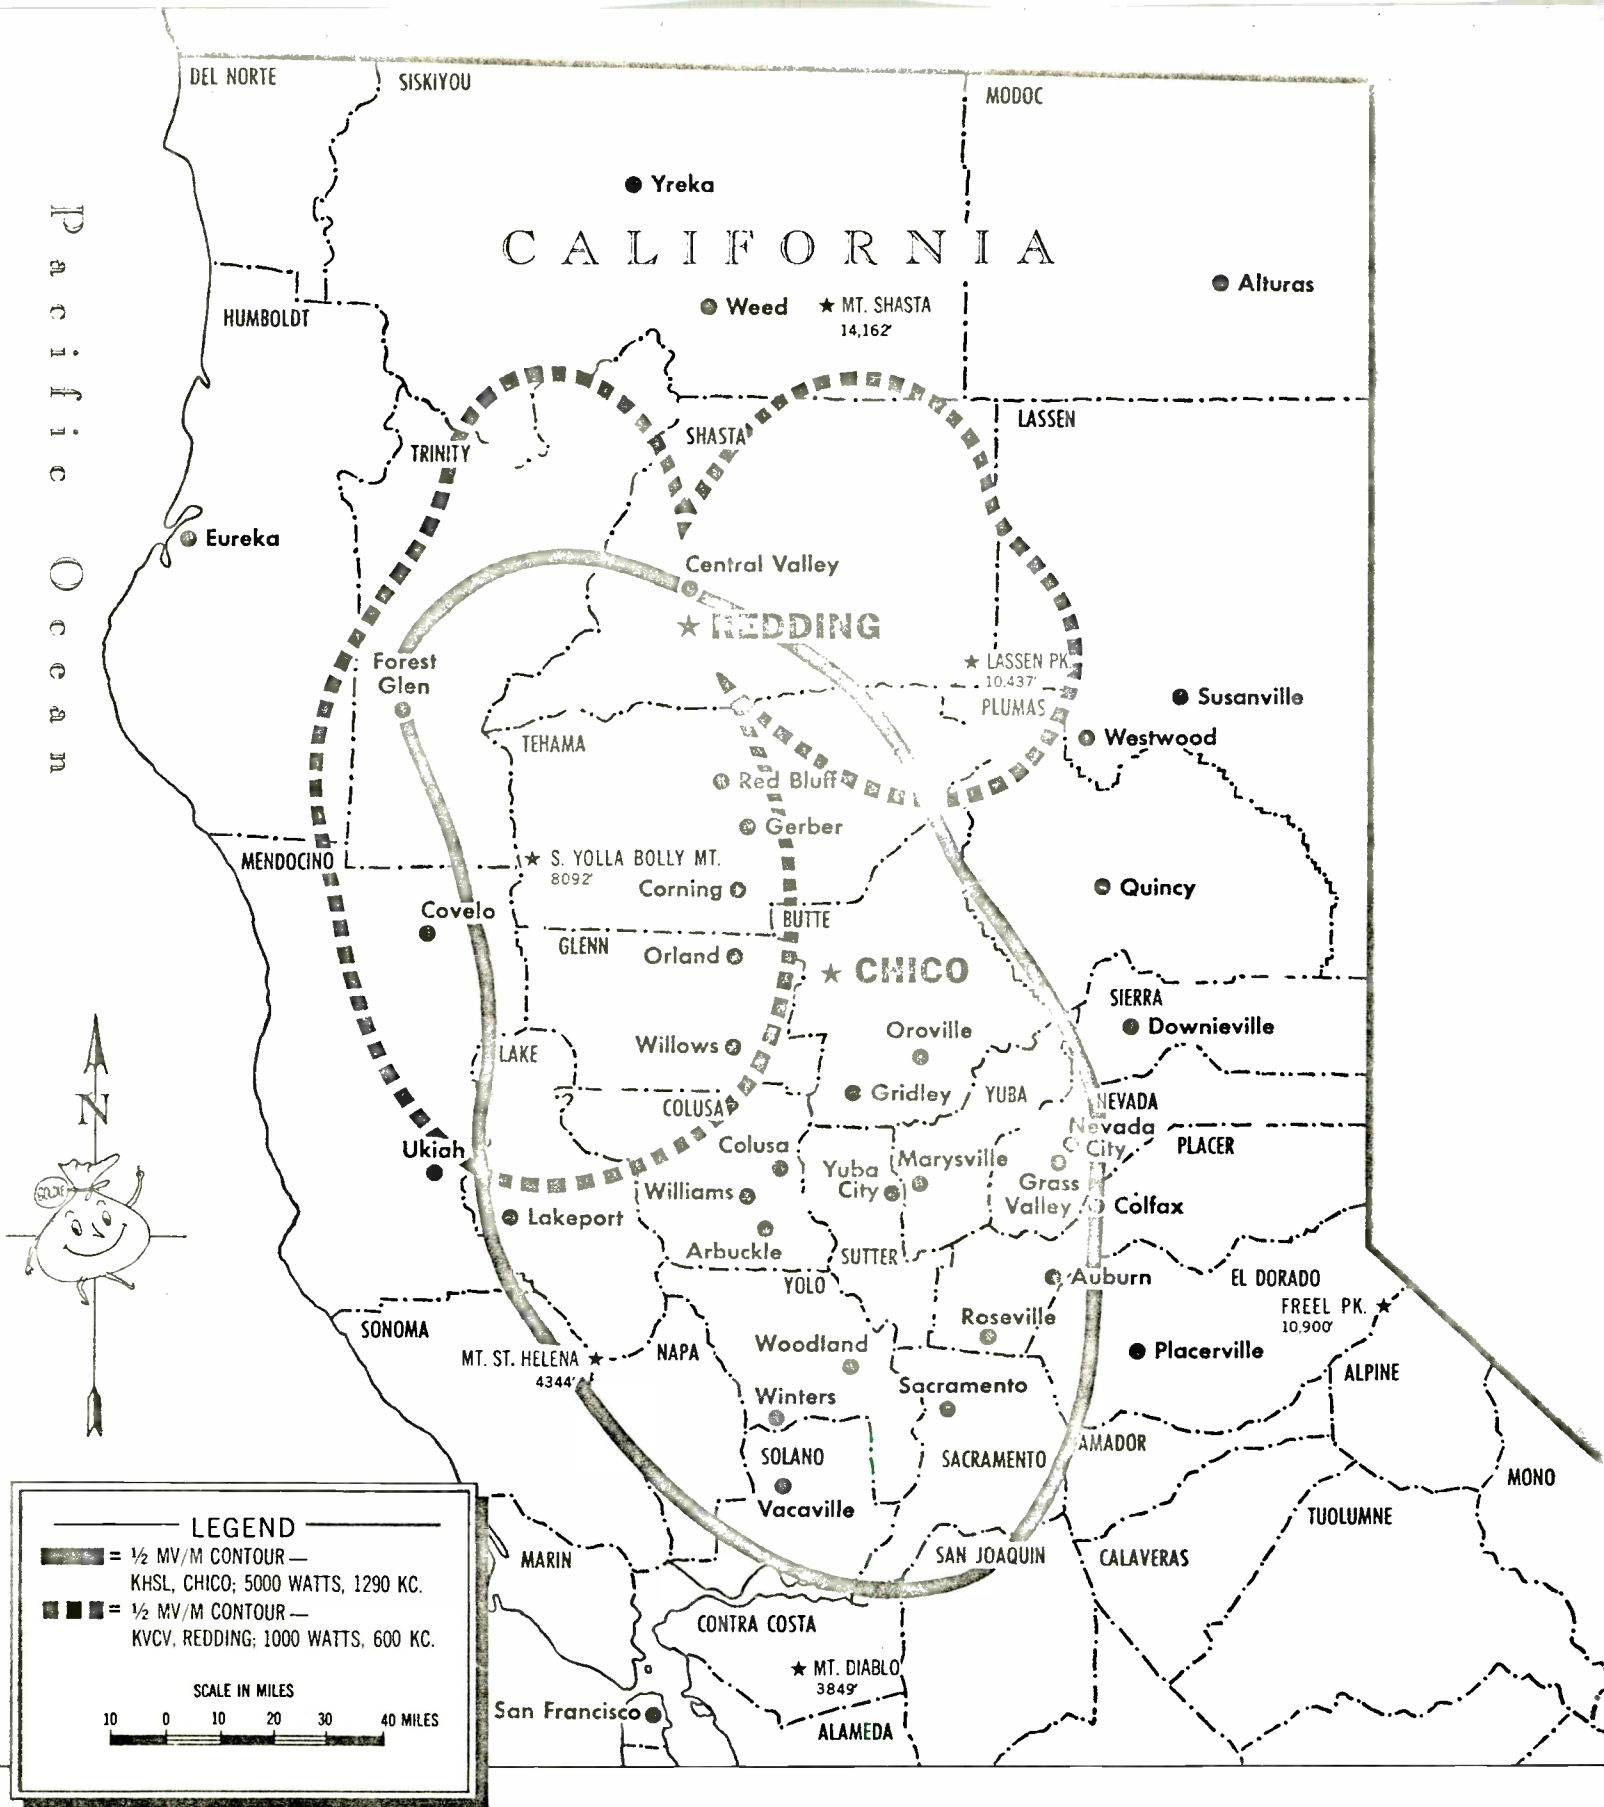 DEL NORTE
SISKIYOU
MODOC
Yreka
CALIFORNIA
Pacific Ocean
Alturas
Weed
MT. SHASTA
14,162'
HUMBOLDT
LASSEN
SHASTA
TRINITY
Eureka
Central Valley
REDDING
Forest
Glen
LASSEN PK.
10,437'
PLUMAS
Susanville
Westwood
TEHAMA
Red Bluff
Gerber
MENDOCINO
S. YOLLA BOLLY MT.
8092'
Corning
Quincy
Covelo
BUTTE
GLENN
Orland
CHICO
SIERRA
Downieville
Oroville
Willows
LAKE
Gridley
YUBA
NEVADA
COLUSA
N
Nevada
City
PLACER
Ukiah
Colusa
Marysville
Yuba
City
Williams
Grass
Valley
Colfax
GOLDIE
Lakeport
Arbuckle
SUTTER
YOLO
Auburn
EL DORADO
FREEL PK.
10,900'
SONOMA
Roseville
Woodland
NAPA
MT. ST. HELENA
4344'
Placerville
ALPINE
Sacramento
Winters
AMADOR
SOLANO
SACRAMENTO
MONO
Vacaville
TUOLUMNE
LEGEND
= ½ MV/M CONTOUR—
KHSL, CHICO; 5000 WATTS, 1290 KC.
= ½ MV/M CONTOUR—
KVCV, REDDING; 1000 WATTS, 600 KC.
SCALE IN MILES
10 0 10 20 30 40 MILES
MARIN
SAN JOAQUIN
CALAVERAS
CONTRA COSTA
MT. DIABLO
3849'
San Francisco
ALAMEDA